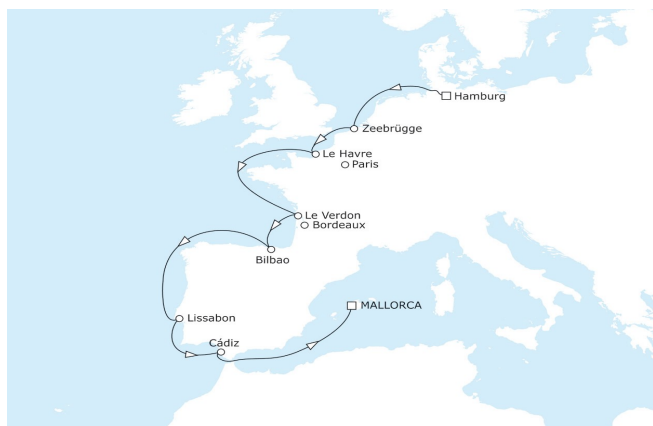 Hamburg
Zeebrügge
Le Havre
Paris
Le Verdon
Bordeaux
Bilbao
MALLORCA
Lissabon
Cádiz